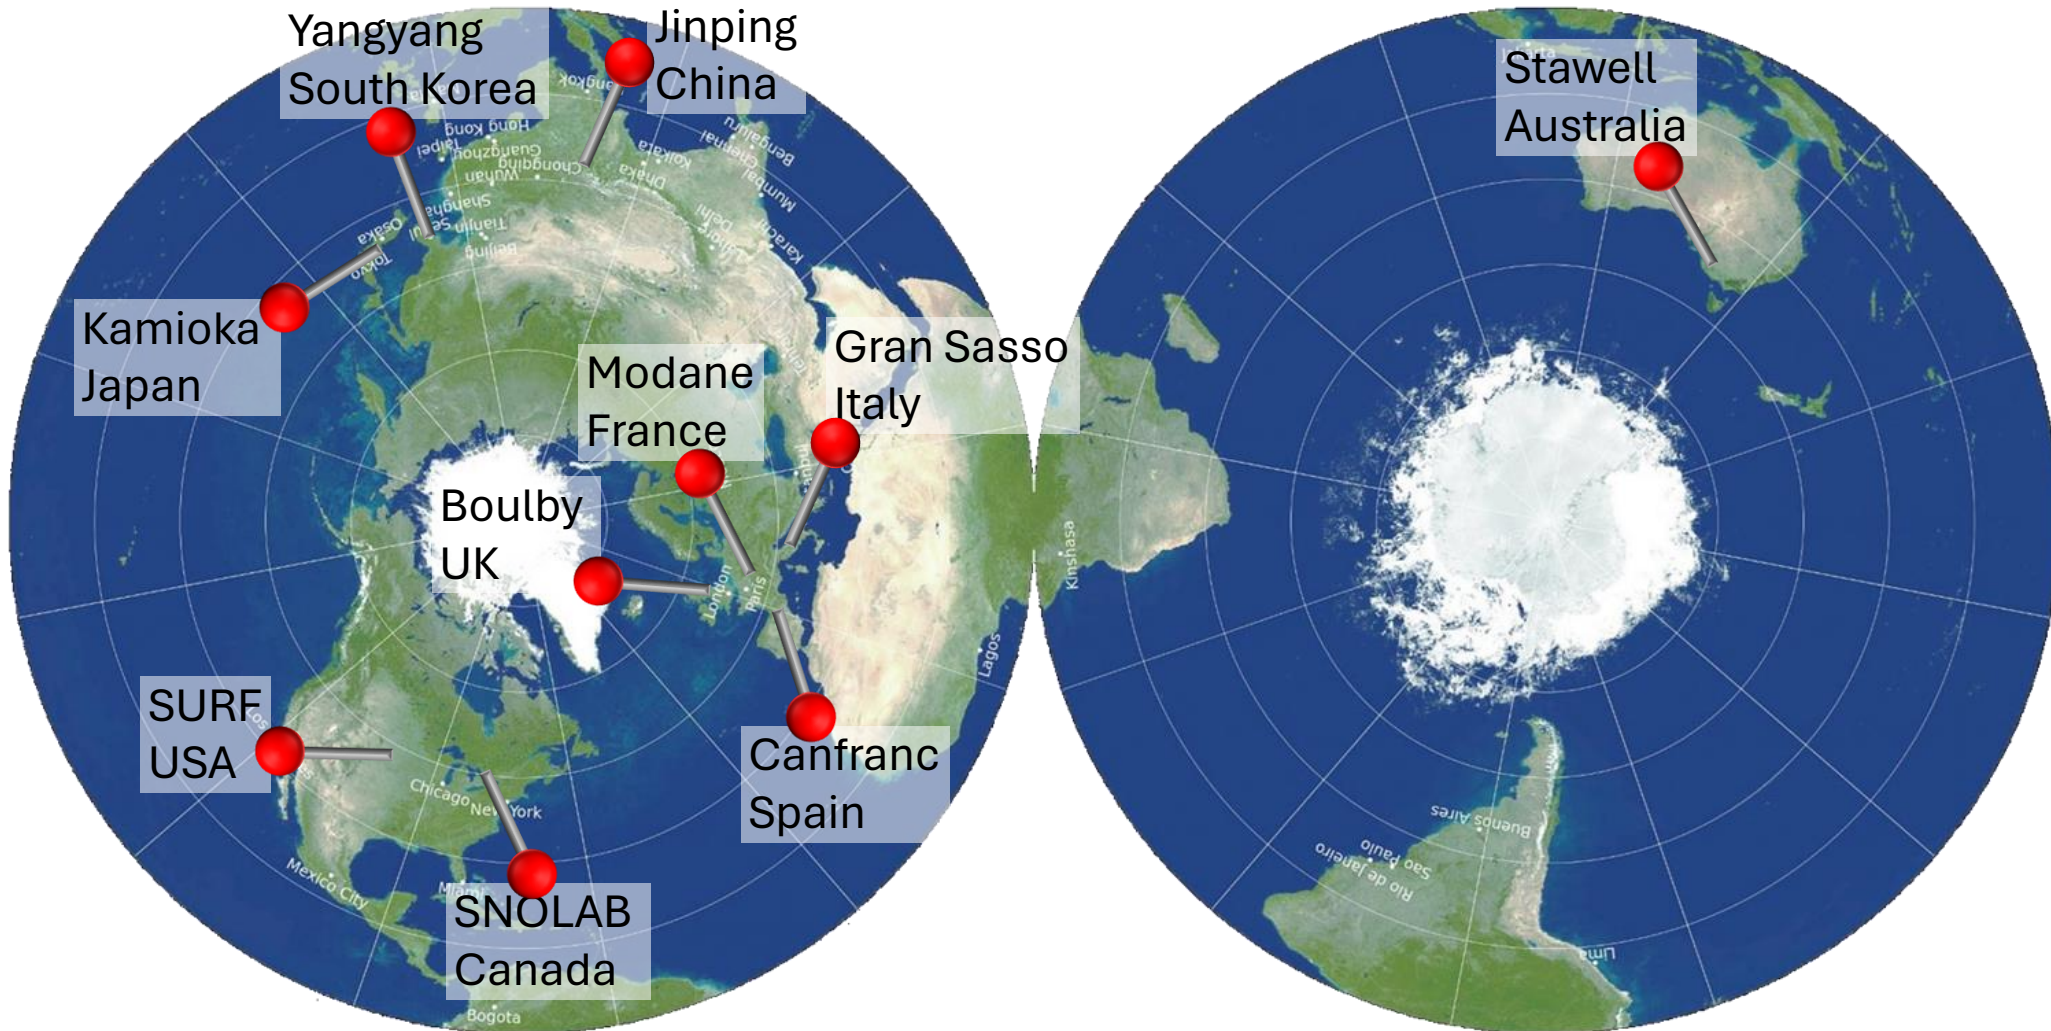 Yangyang
South Korea
Jinping
China
Stawell
Australia
Kamioka
Japan
Modane
France
Gran Sasso
Italy
Boulby
UK
SURF
USA
Canfranc
Spain
SNOLAB
Canada
Hong Kong
Taipei
Guangzhou
Chongqing
Wuhan
Shangha
Tianjin
Beijing
Osaka
Tokyo
Kolkata
Dhaka
Chennai
Bengaluru
Mumbai
Delhi
Karachi
London
Paris
Lagos
Kinshasa
Chicago
New York
Mexico City
Miami
Bogota
Buenos Aires
Sao Paulo
Rio de Janeiro
Lima